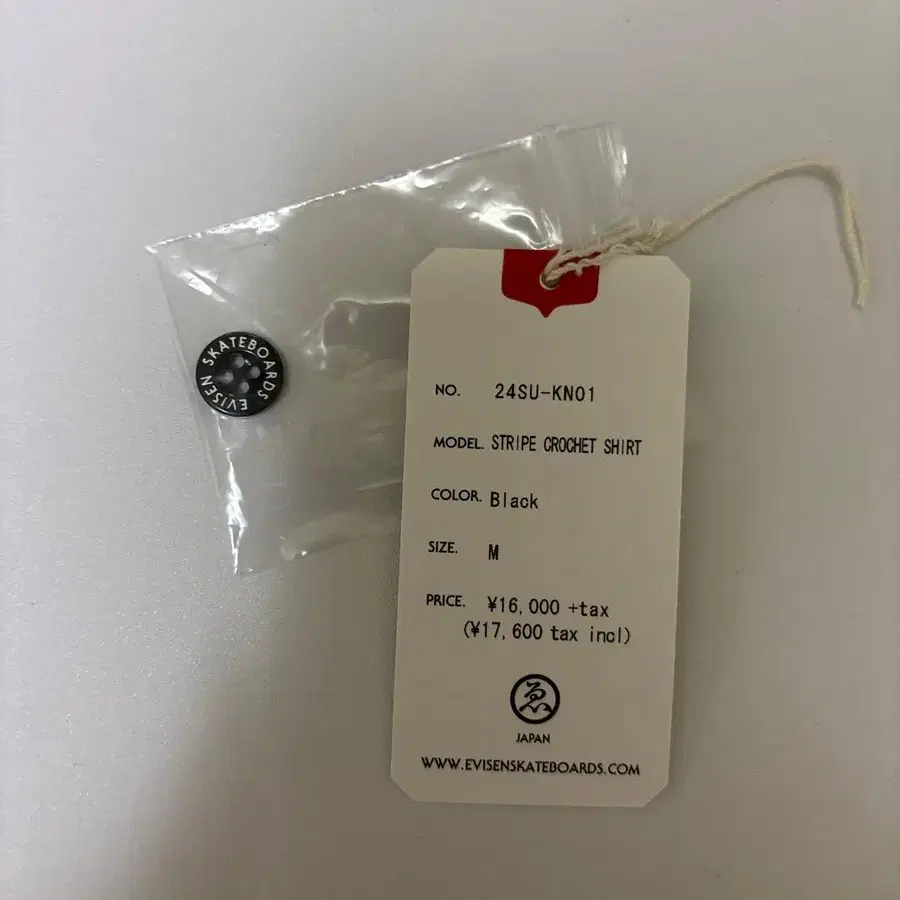 EVISEN SKATEBOARDS
NO. 24SU-KN01
MODEL. STRIPE CROCHET SHIRT
COLOR. Black
SIZE. M
PRICE. ¥16,000 +tax
(¥17,600 tax incl)
ゑ
JAPAN
WWW.EVISENSKATEBOARDS.COM